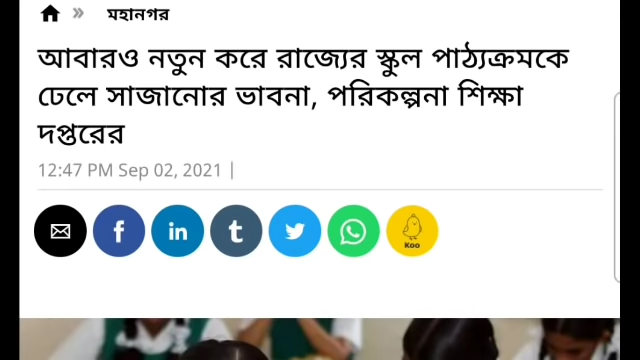 মহানগর
আবারও নতুন করে রাজ্যের স্কুল পাঠ্যক্রমকে
ঢেলে সাজানোর ভাবনা, পরিকল্পনা শিক্ষা
দপ্তরের
12:47 PM Sep 02, 2021 |
Koo